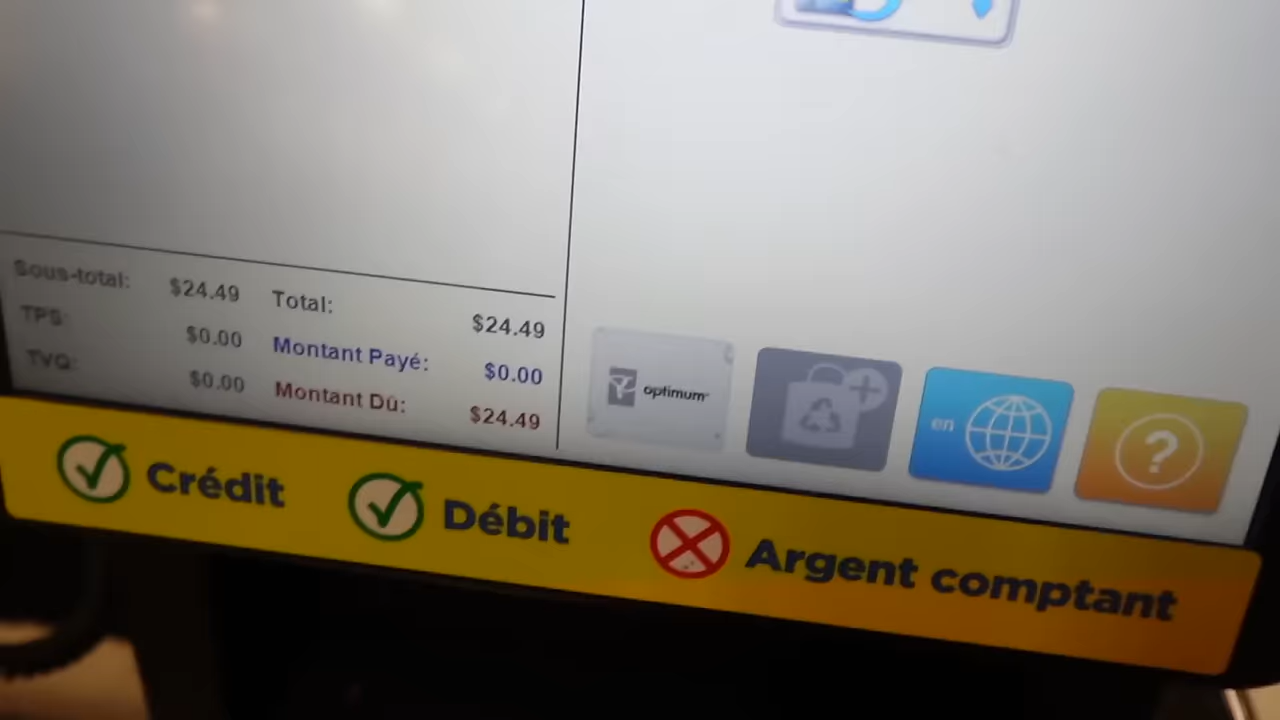 Sous-total: $24.49 Total: $24.49
TPS: $0.00 Montant Payé: $0.00
TVQ: $0.00 Montant Dû: $24.49
optimum
en
?
Crédit Débit Argent comptant